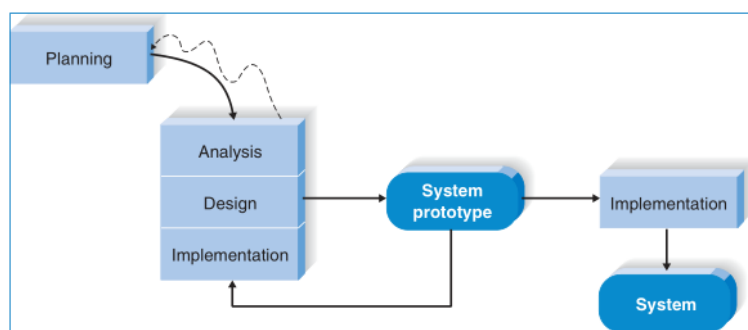 Planning
Analysis
Design
Implementation
System
prototype
Implementation
System